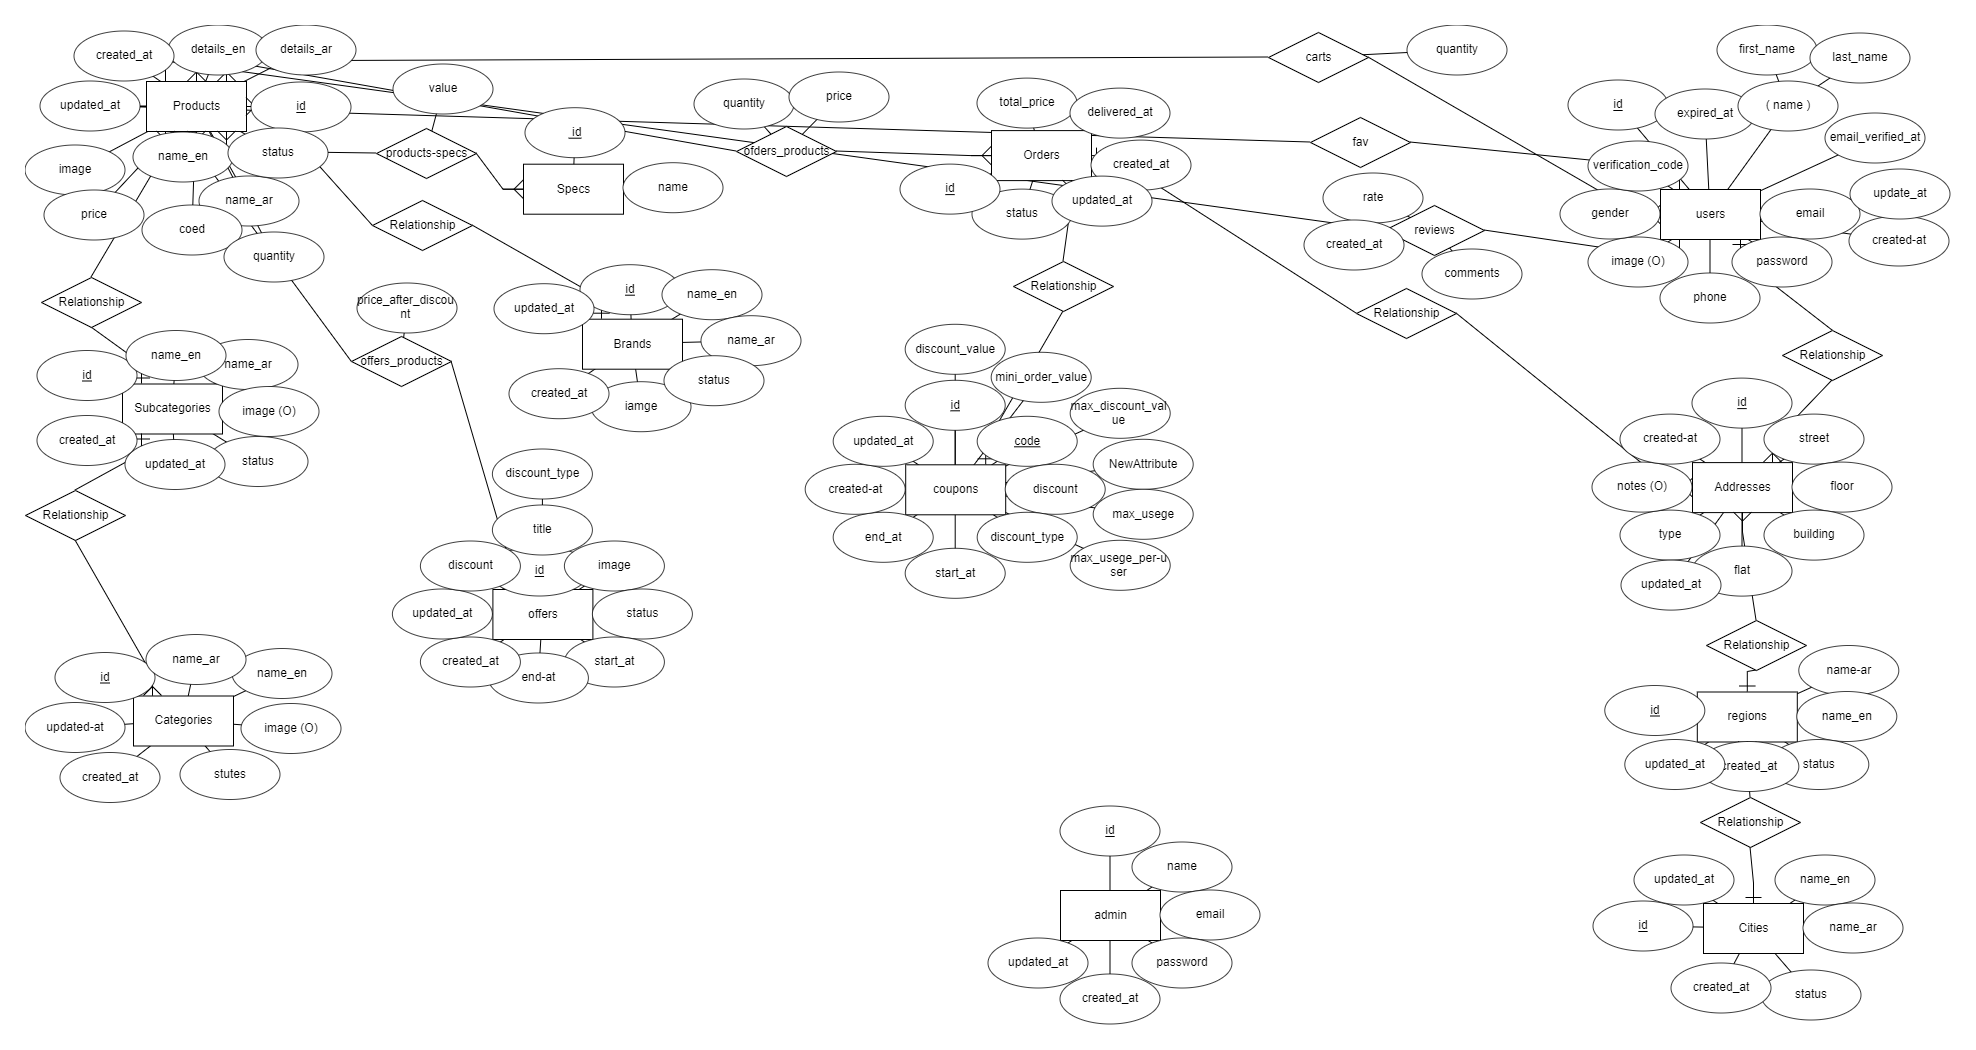 created_at
details_en
details_ar
updated_at
Products
id
image
name_en
status
price
name_ar
coed
quantity
value
products-specs
id
Specs
name
quantity
price
ofders_products
total_price
delivered_at
Orders
id
created_at
status
updated_at
carts
quantity
fav
rate
reviews
created_at
comments
first_name
last_name
id
expired_at
( name )
email_verified_at
verification_code
gender
users
email
update_at
created-at
image (O)
password
phone
Relationship
Relationship
Relationship
Relationship
Relationship
price_after_discou
nt
offers_products
updated_at
id
name_en
Brands
name_ar
created_at
status
iamge
name_en
name_ar
id
Subcategories
image (O)
created_at
updated_at
status
Relationship
discount_type
title
discount
id
image
updated_at
offers
status
created_at
start_at
end-at
discount_value
mini_order_value
id
max_discount_val
ue
updated_at
code
NewAttribute
created-at
coupons
discount
max_usege
end_at
discount_type
max_usege_per-u
ser
start_at
id
created-at
street
notes (O)
Addresses
floor
type
building
updated_at
flat
Relationship
name-ar
id
regions
name_en
updated_at
created_at
status
Relationship
id
name_ar
name_en
updated-at
Categories
image (O)
created_at
stutes
id
name
admin
email
updated_at
password
created_at
updated_at
name_en
id
Cities
name_ar
created_at
status